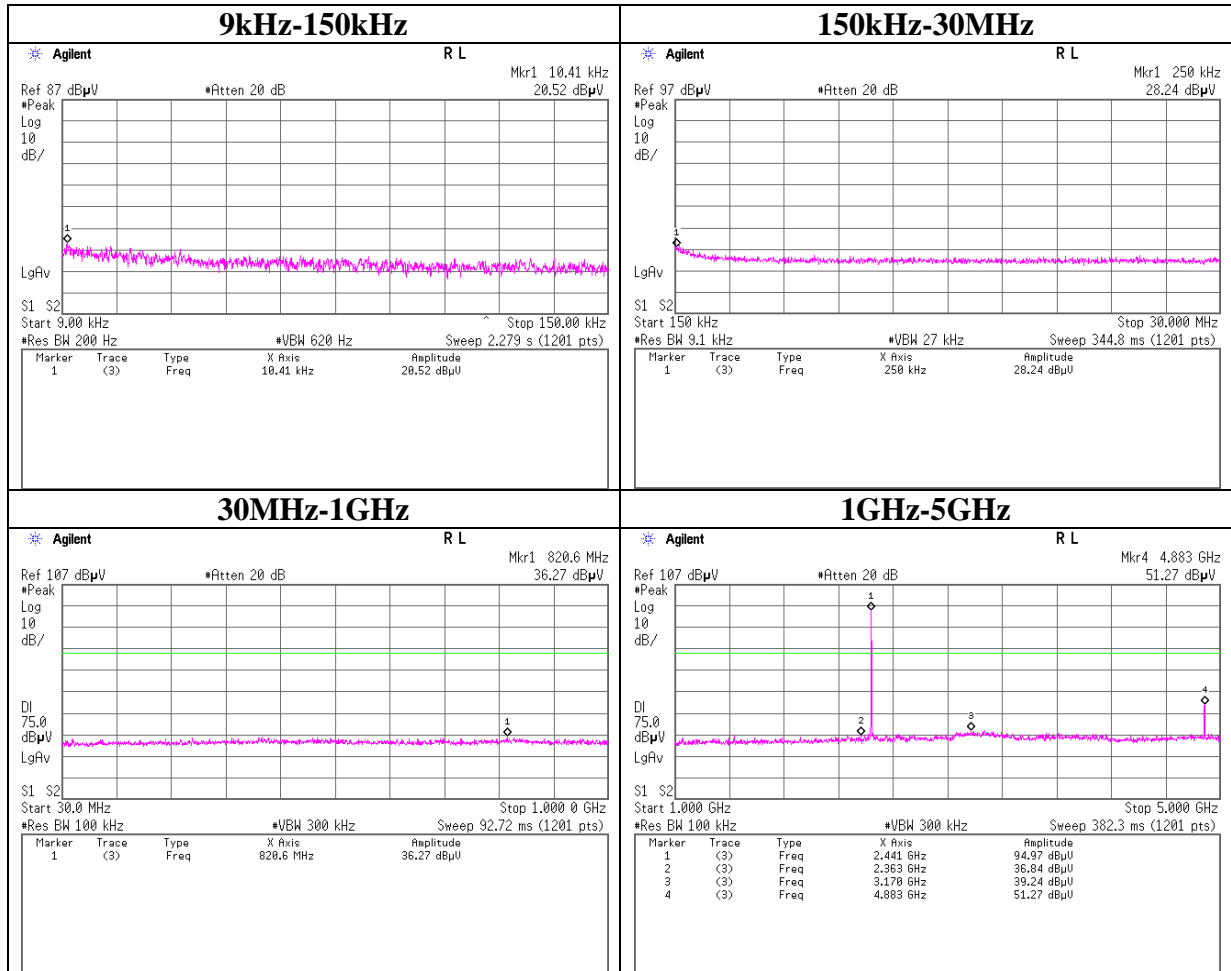 9kHz-150kHz
Agilent
R L
Mkr1 10.41 kHz
Ref 87 dBµV
#Atten 20 dB
20.52 dBµV
#Peak
Log
10
dB/
1
LgAv
S1 S2
Start 9.00 kHz
^ Stop 150.00 kHz
#Res BW 200 Hz
#VBW 620 Hz
Sweep 2.279 s (1201 pts)
Marker Trace Type X Axis Amplitude
1 (3) Freq 10.41 kHz 20.52 dBµV
150kHz-30MHz
Agilent
R L
Mkr1 250 kHz
Ref 97 dBµV
#Atten 20 dB
28.24 dBµV
#Peak
Log
10
dB/
1
LgAv
S1 S2
Start 150 kHz
Stop 30.000 MHz
#Res BW 9.1 kHz
#VBW 27 kHz
Sweep 344.8 ms (1201 pts)
Marker Trace Type X Axis Amplitude
1 (3) Freq 250 kHz 28.24 dBµV
30MHz-1GHz
Agilent
R L
Mkr1 820.6 MHz
Ref 107 dBµV
#Atten 20 dB
36.27 dBµV
#Peak
Log
10
dB/
DI
75.0
dBµV
1
LgAv
S1 S2
Start 30.0 MHz
Stop 1.000 0 GHz
#Res BW 100 kHz
#VBW 300 kHz
Sweep 92.72 ms (1201 pts)
Marker Trace Type X Axis Amplitude
1 (3) Freq 820.6 MHz 36.27 dBµV
1GHz-5GHz
Agilent
R L
Mkr4 4.883 GHz
Ref 107 dBµV
#Atten 20 dB
51.27 dBµV
#Peak
Log
10
dB/
1
4
2
3
DI
75.0
dBµV
LgAv
S1 S2
Start 1.000 GHz
Stop 5.000 GHz
#Res BW 100 kHz
#VBW 300 kHz
Sweep 382.3 ms (1201 pts)
Marker Trace Type X Axis Amplitude
1 (3) Freq 2.441 GHz 94.97 dBµV
2 (3) Freq 2.363 GHz 36.84 dBµV
3 (3) Freq 3.170 GHz 39.24 dBµV
4 (3) Freq 4.883 GHz 51.27 dBµV